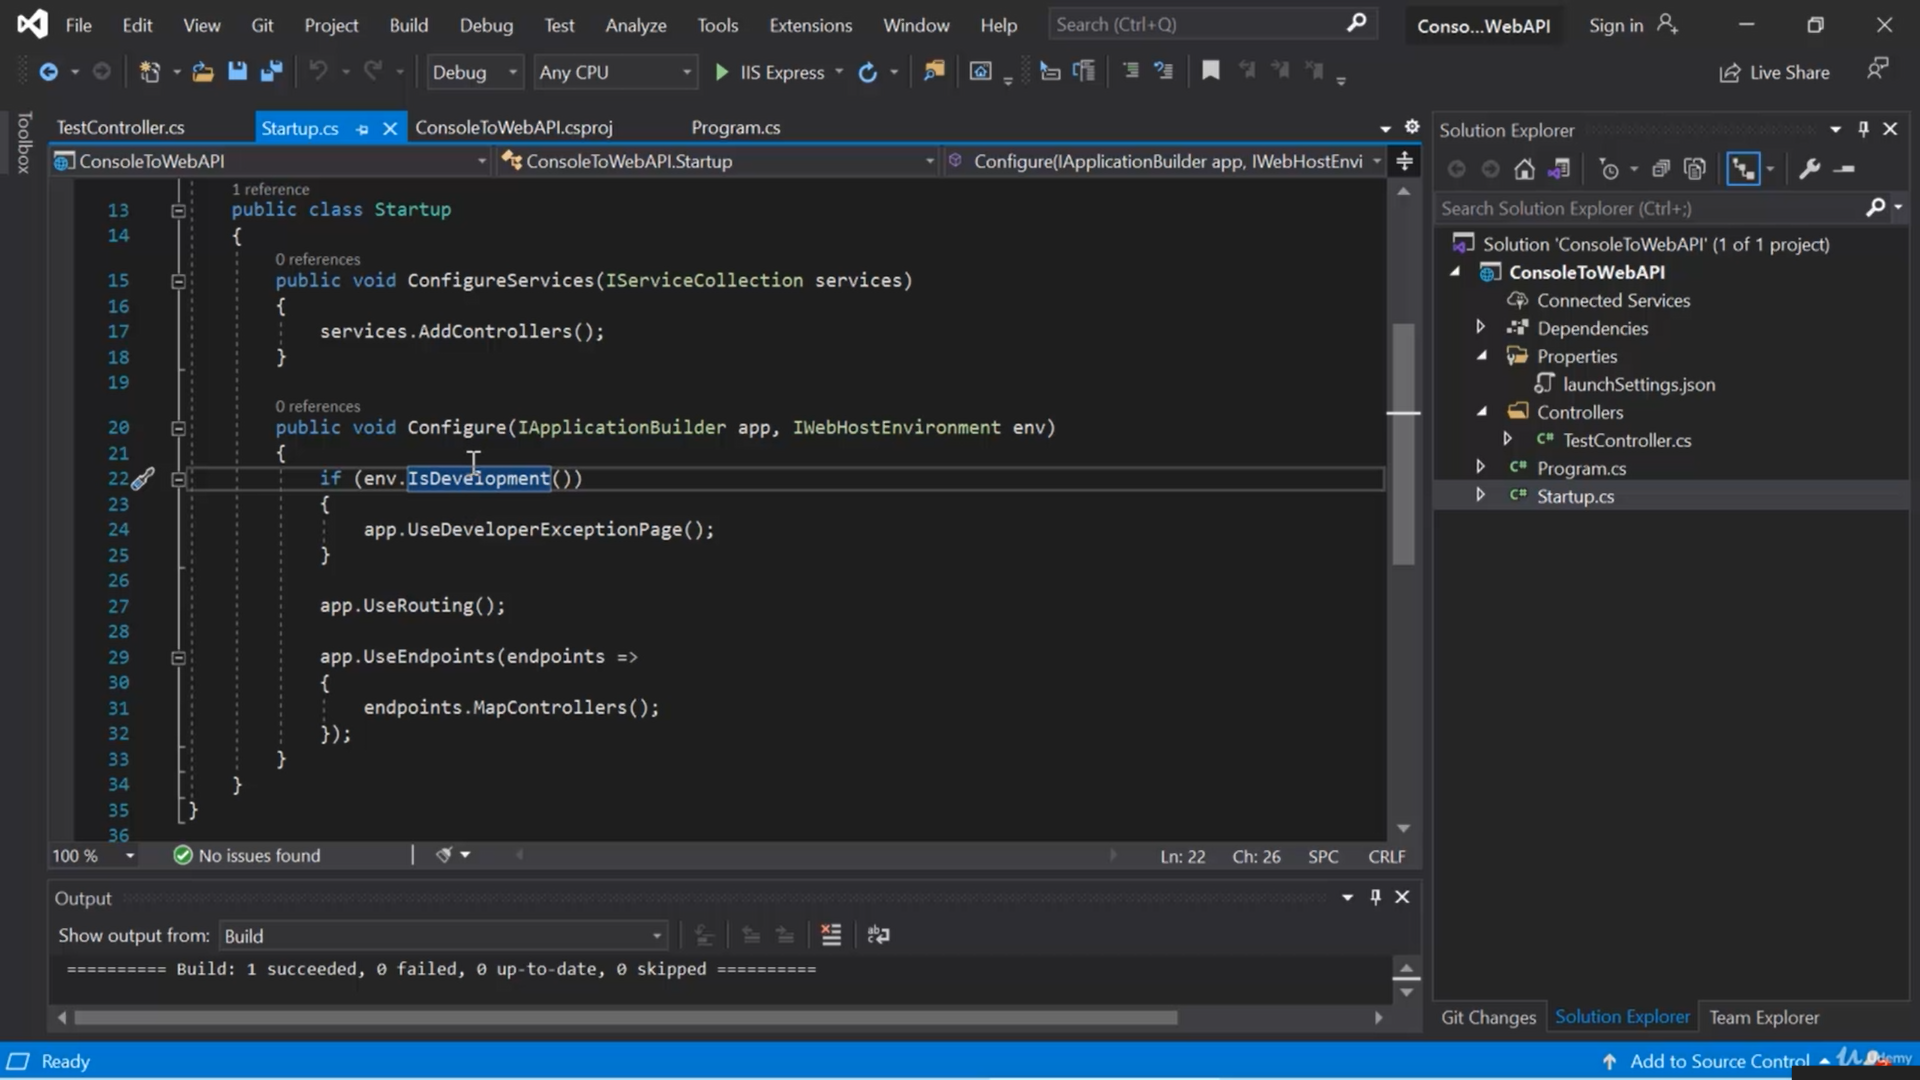 File Edit View Git Project Build Debug Test Analyze Tools Extensions Window Help Search (Ctrl+Q) Conso...WebAPI Sign in
Debug Any CPU IIS Express Live Share
Toolbox
TestController.cs Startup.cs ConsoleToWebAPI.csproj Program.cs
ConsoleToWebAPI ConsoleToWebAPI.Startup Configure(IApplicationBuilder app, IWebHostEnvi
1 reference
13 public class Startup
14 {
0 references
15 public void ConfigureServices(IServiceCollection services)
16 {
17 services.AddControllers();
18 }
19
0 references
20 public void Configure(IApplicationBuilder app, IWebHostEnvironment env)
21 {
22 if (env.IsDevelopment())
23 {
24 app.UseDeveloperExceptionPage();
25 }
26
27 app.UseRouting();
28
29 app.UseEndpoints(endpoints =>
30 {
31 endpoints.MapControllers();
32 });
33 }
34 }
35 }
36
100 % No issues found Ln: 22 Ch: 26 SPC CRLF
Output
Show output from: Build
========== Build: 1 succeeded, 0 failed, 0 up-to-date, 0 skipped ==========
Solution Explorer
Search Solution Explorer (Ctrl+;)
Solution 'ConsoleToWebAPI' (1 of 1 project)
ConsoleToWebAPI
Connected Services
Dependencies
Properties
launchSettings.json
Controllers
C# TestController.cs
C# Program.cs
C# Startup.cs
Git Changes Solution Explorer Team Explorer
Ready Add to Source Control